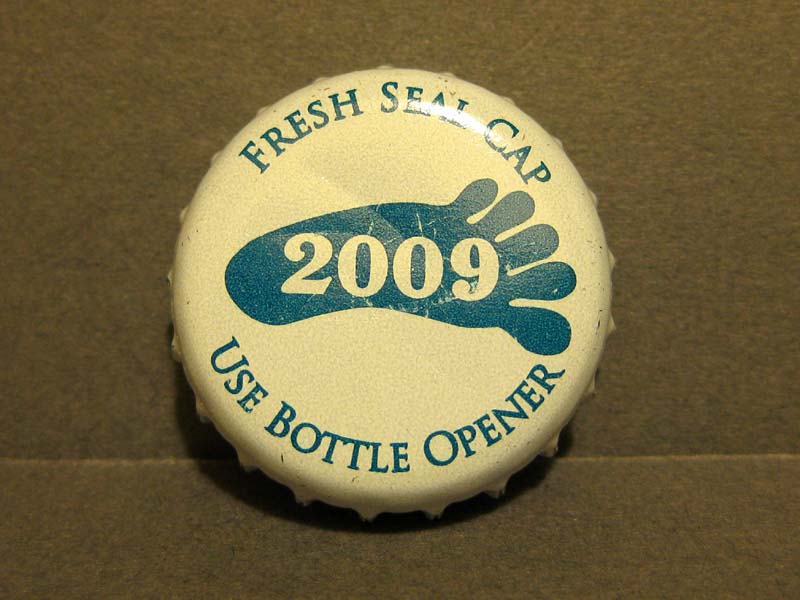 FRESH SEAL CAP
2009
USE BOTTLE OPENER